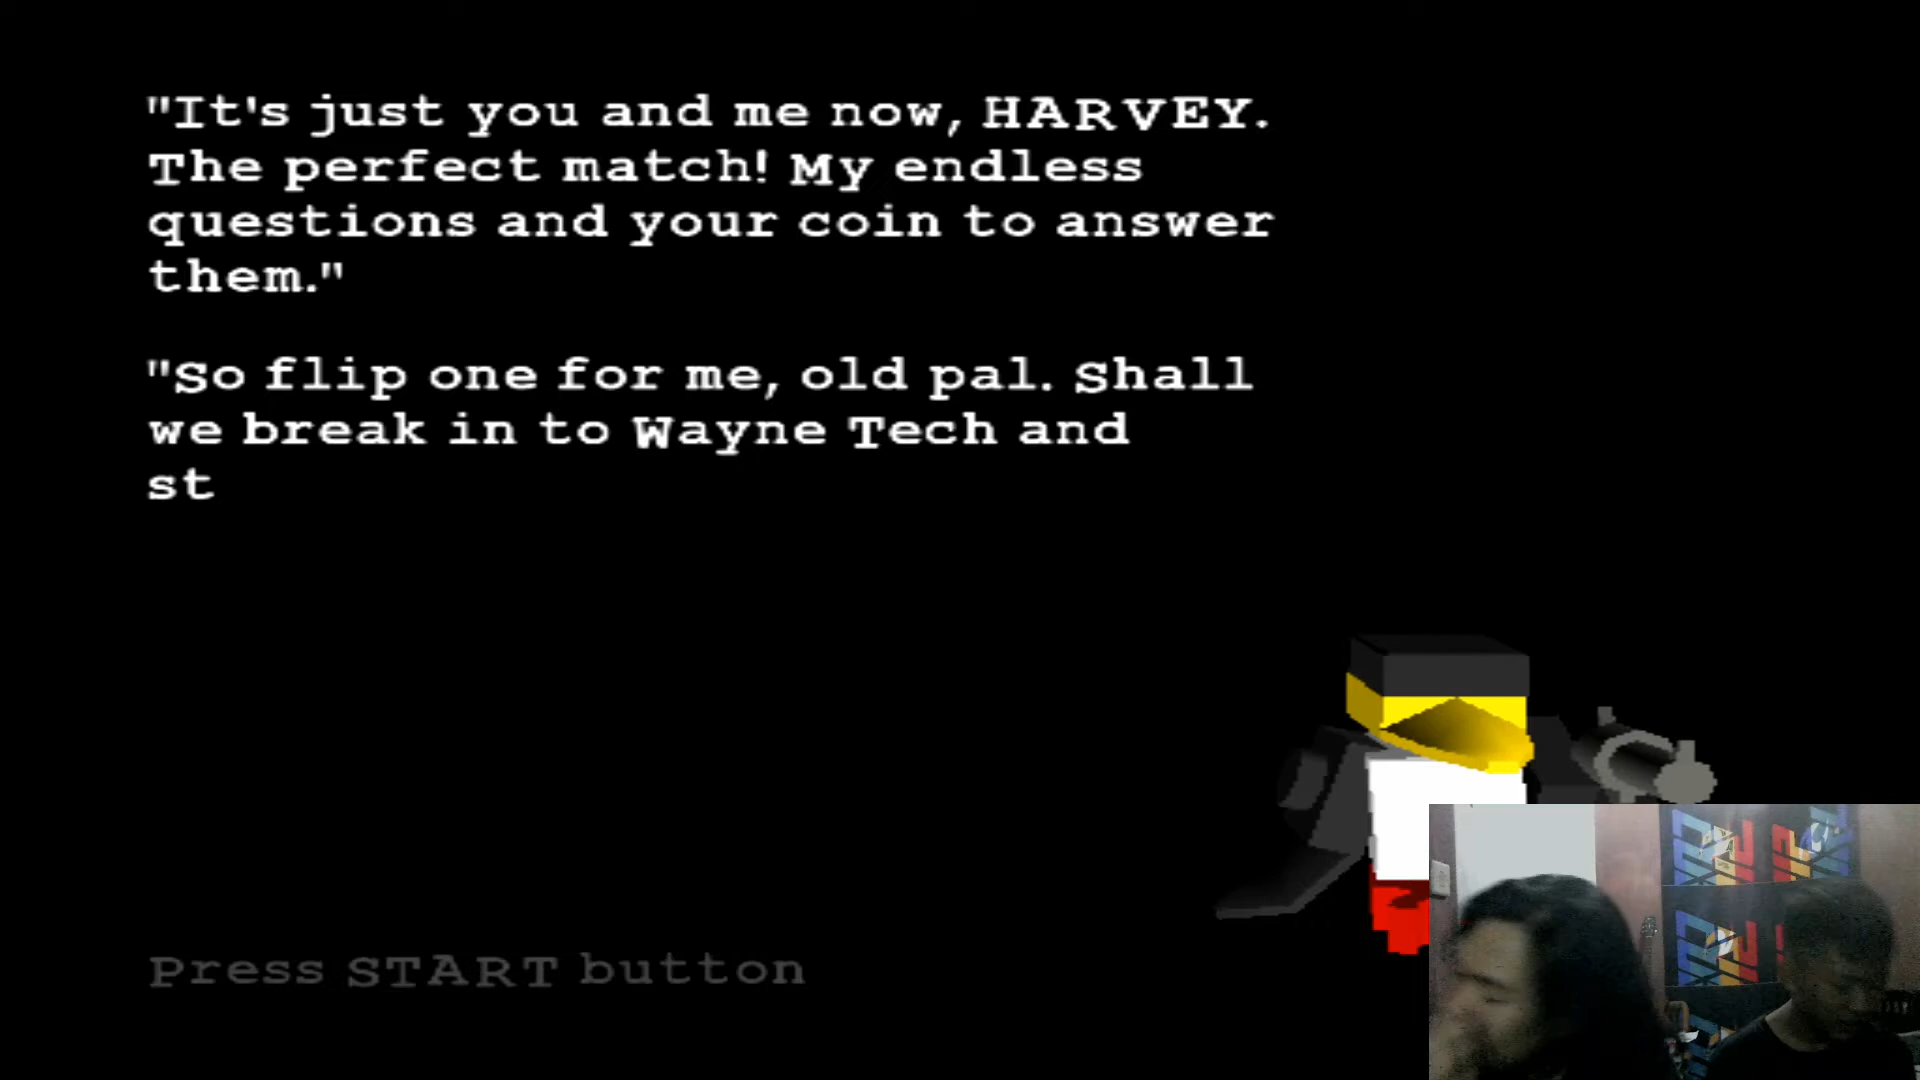 "It's just you and me now, HARVEY.
The perfect match! My endless
questions and your coin to answer
them."
"So flip one for me, old pal. Shall
we break in to Wayne Tech and
st
Press START button